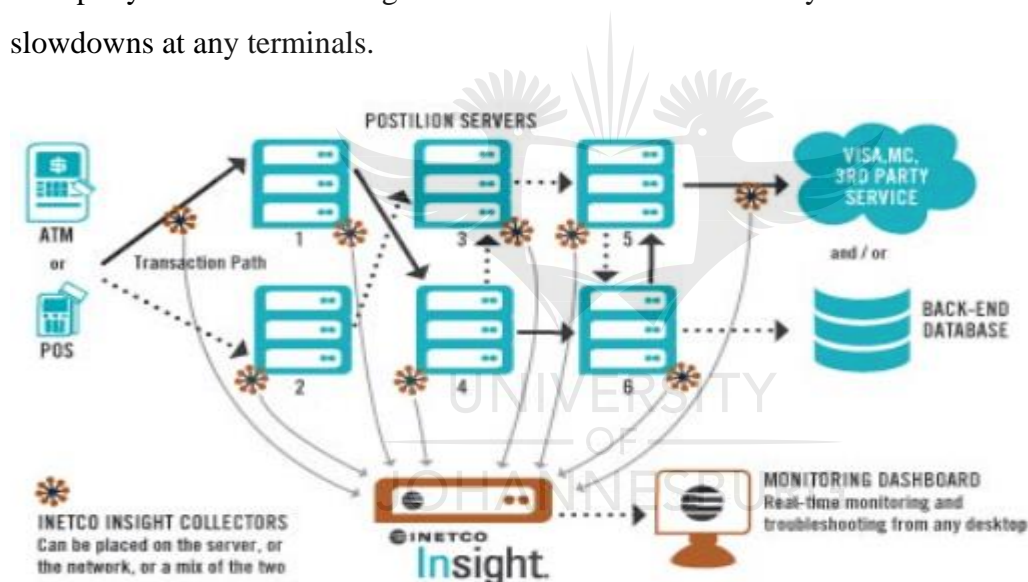 slowdowns at any terminals.
POSTILION SERVERS
VISA, MC,
3RD PARTY
SERVICE
ATM
or
POS
Transaction Path
1
3
5
and / or
BACK-END
DATABASE
2
4
6
UNIVERSITY
OF
JOHANNESBURG
INETCO INSIGHT COLLECTORS
Can be placed on the server, or
the network, or a mix of the two
INETCO
Insight.
MONITORING DASHBOARD
Real-time monitoring and
troubleshooting from any desktop